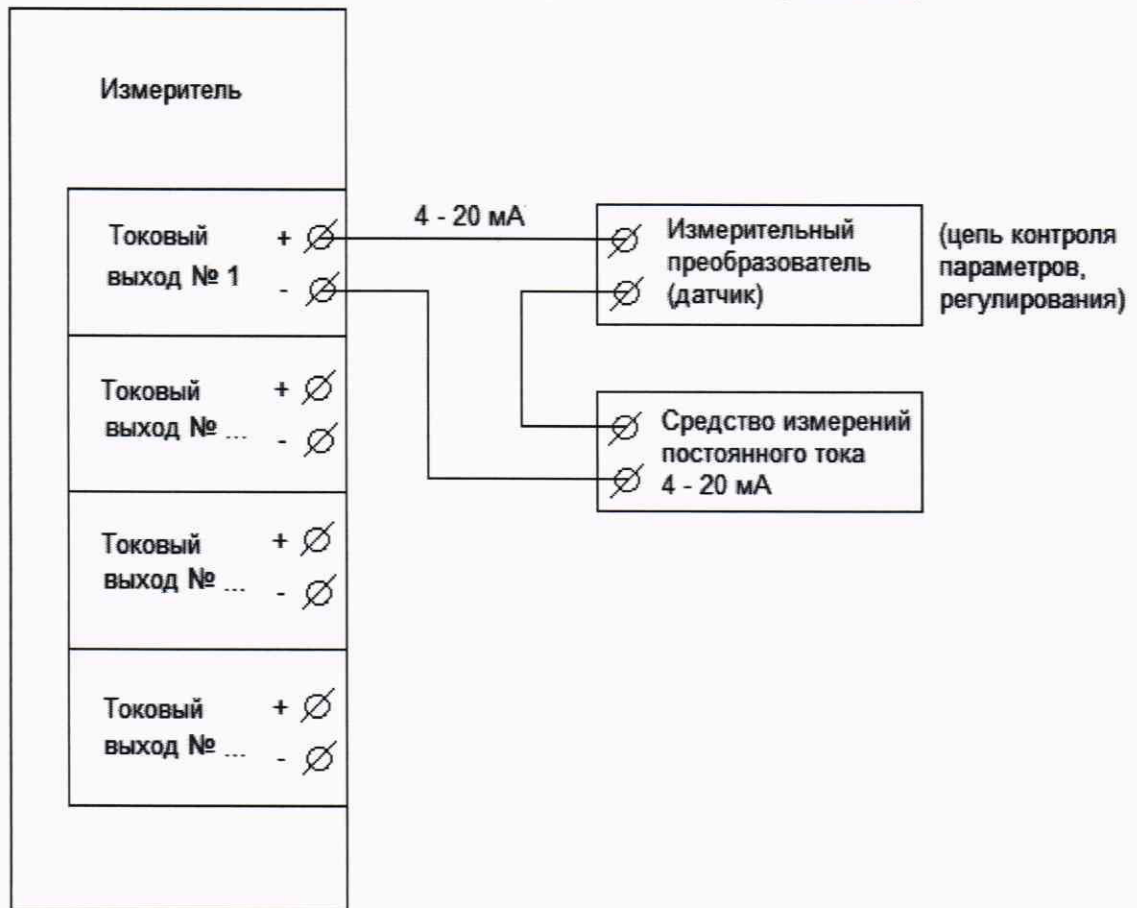 Измеритель
Токовый +
выход № 1 -
4 - 20 мА
Измерительный
преобразователь
(датчик)
(цепь контроля
параметров,
регулирования)
Токовый +
выход № ... -
Средство измерений
постоянного тока
4 - 20 мА
Токовый +
выход № ... -
Токовый +
выход № ... -